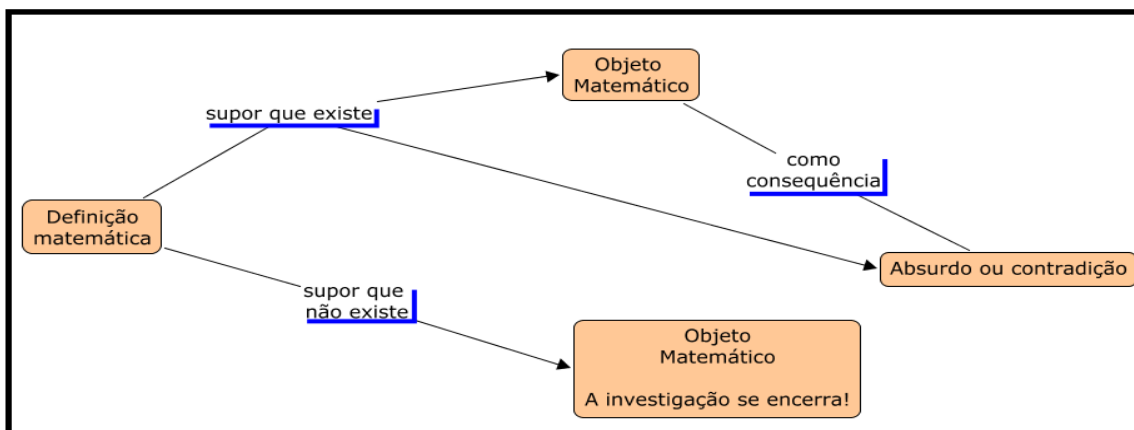 Objeto
Matemático
supor que existe
como
consequência
Definição
matemática
Absurdo ou contradição
supor que
não existe
Objeto
Matemático
A investigação se encerra!